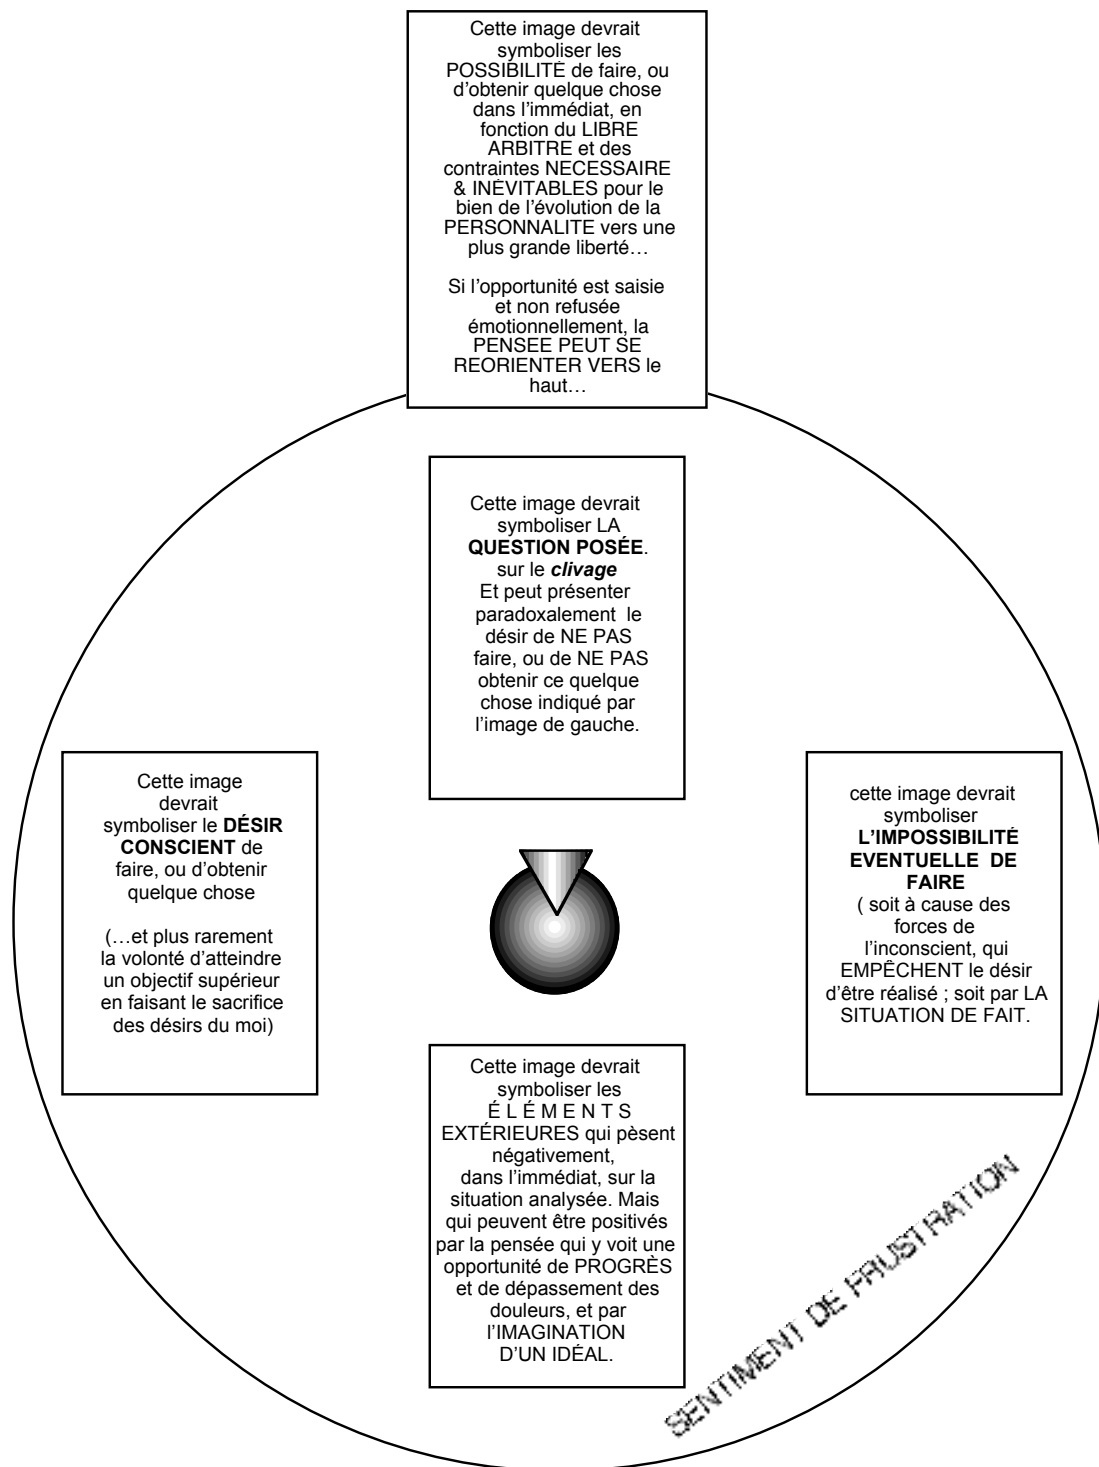 Cette image devrait
symboliser les
POSSIBILITÉ de faire, ou
d'obtenir quelque chose
dans l'immédiat, en
fonction du LIBRE
ARBITRE et des
contraintes NECESSAIRE
& INÉVITABLES pour le
bien de l'évolution de la
PERSONNALITE vers une
plus grande liberté…
Si l'opportunité est saisie
et non refusée
émotionnellement, la
PENSEE PEUT SE
REORIENTER VERS le
haut…
Cette image devrait
symboliser LA
QUESTION POSÉE.
sur le clivage
Et peut présenter
paradoxalement le
désir de NE PAS
faire, ou de NE PAS
obtenir ce quelque
chose indiqué par
l'image de gauche.
Cette image
devrait
symboliser le DÉSIR
CONSCIENT de
faire, ou d'obtenir
quelque chose
(…et plus rarement
la volonté d'atteindre
un objectif supérieur
en faisant le sacrifice
des désirs du moi)
cette image devrait
symboliser
L'IMPOSSIBILITÉ
EVENTUELLE DE
FAIRE
( soit à cause des
forces de
l'inconscient, qui
EMPÊCHENT le désir
d'être réalisé ; soit par LA
SITUATION DE FAIT.
Cette image devrait
symboliser les
É L É M E N T S
EXTÉRIEURES qui pèsent
négativement,
dans l'immédiat, sur la
situation analysée. Mais
qui peuvent être positivés
par la pensée qui y voit une
opportunité de PROGRÈS
et de dépassement des
douleurs, et par
l'IMAGINATION
D'UN IDÉAL.
SENTIMENT DE FRUSTRATION